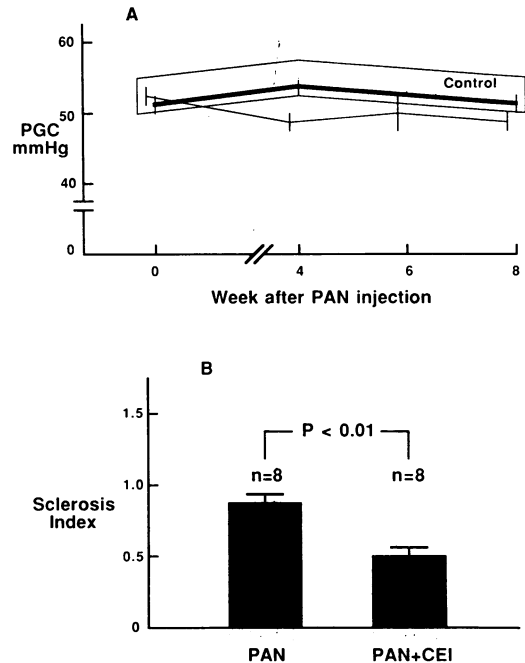 A
60
Control
50
PGC
mmHg
40
0
0 4 6 8
Week after PAN injection
B
1.5
P < 0.01
n=8 n=8
1.0
Sclerosis
Index
0.5
0
PAN PAN+CEI